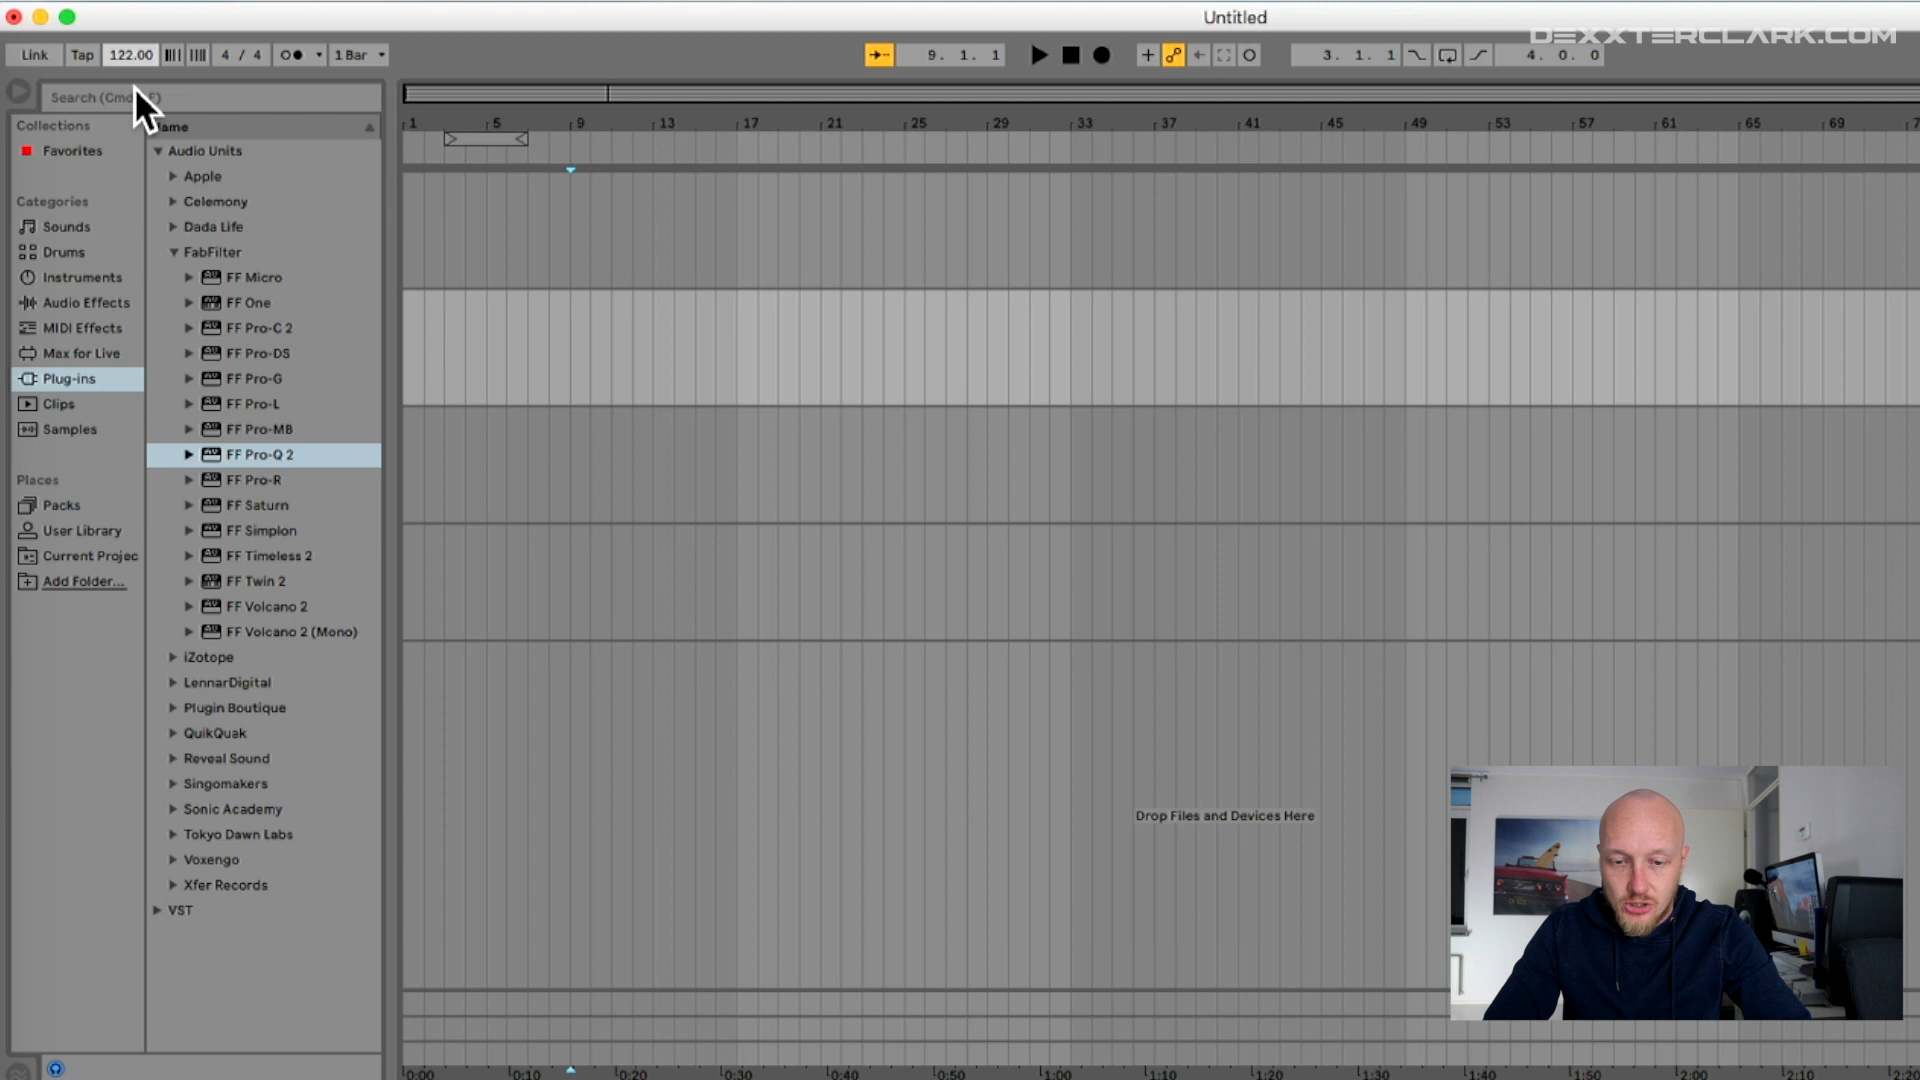 Untitled
DEXXTERCLARK.COM
Link Tap 122.00 4 / 4 1 Bar 9. 1. 1 3. 1. 1 4. 0. 0
Search (Cmd
Collections
Favorites
Categories
Sounds
Drums
Instruments
Audio Effects
MIDI Effects
Max for Live
Plug-ins
Clips
Samples
Places
Packs
User Library
Current Projec
Add Folder...
ame
Audio Units
Apple
Celemony
Dada Life
FabFilter
FF Micro
FF One
FF Pro-C 2
FF Pro-DS
FF Pro-G
FF Pro-L
FF Pro-MB
FF Pro-Q 2
FF Pro-R
FF Saturn
FF Simplon
FF Timeless 2
FF Twin 2
FF Volcano 2
FF Volcano 2 (Mono)
iZotope
LennarDigital
Plugin Boutique
QuikQuak
Reveal Sound
Singomakers
Sonic Academy
Tokyo Dawn Labs
Voxengo
Xfer Records
VST
1 5 9 13 17 21 25 29 33 37 41 45 49 53 57 61 65 69 7
Drop Files and Devices Here
0:00 0:10 0:20 0:30 0:40 0:50 1:00 1:10 1:20 1:30 1:40 1:50 2:00 2:10 2:20